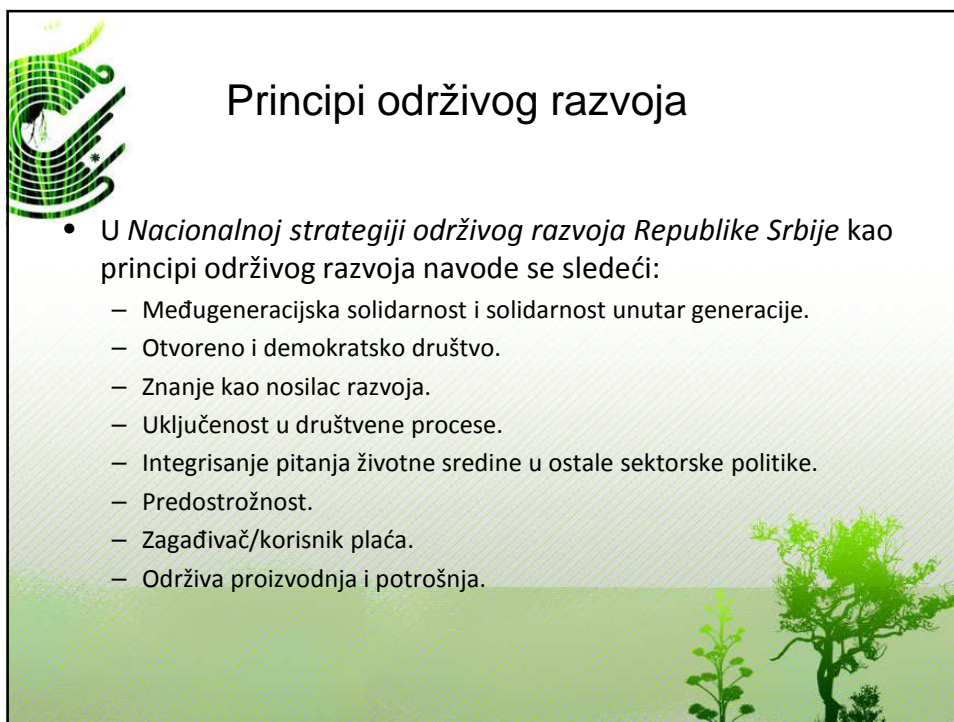 Principi održivog razvoja
• U Nacionalnoj strategiji održivog razvoja Republike Srbije kao
principi održivog razvoja navode se sledeći:
– Međugeneracijska solidarnost i solidarnost unutar generacije.
– Otvoreno i demokratsko društvo.
– Znanje kao nosilac razvoja.
– Uključenost u društvene procese.
– Integrisanje pitanja životne sredine u ostale sektorske politike.
– Predostrožnost.
– Zagađivač/korisnik plaća.
– Održiva proizvodnja i potrošnja.